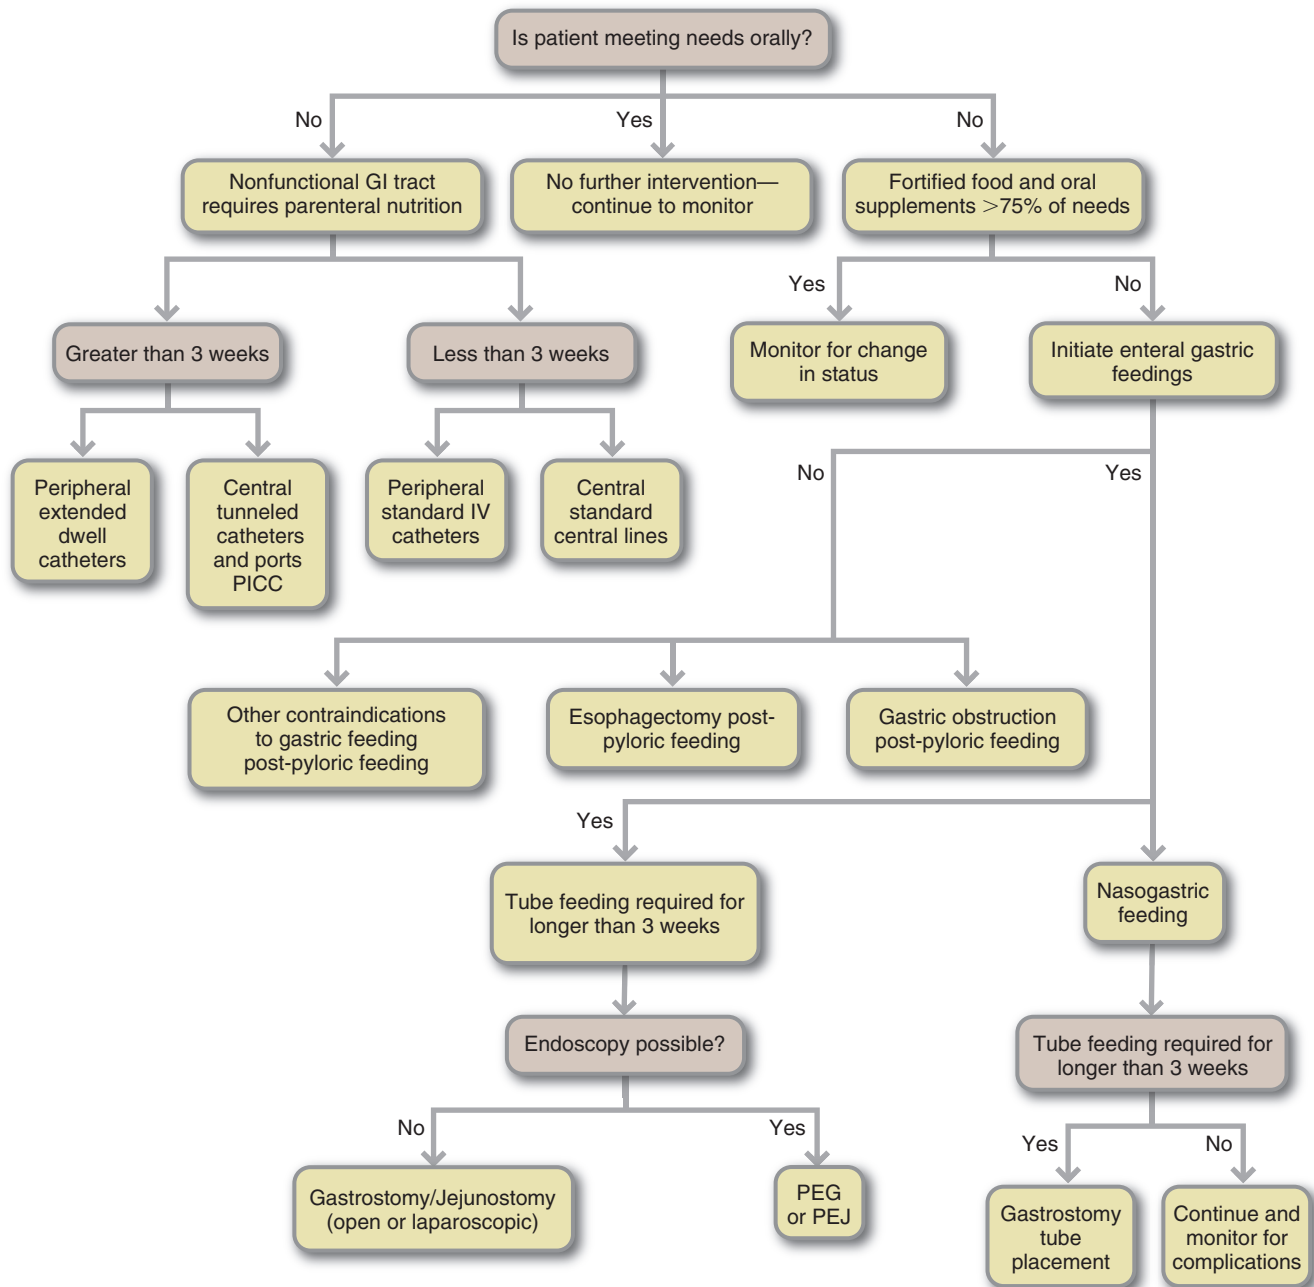 Is patient meeting needs orally?
No
Yes
No
Nonfunctional GI tract
requires parenteral nutrition
No further intervention—
continue to monitor
Fortified food and oral
supplements >75% of needs
Yes
No
Greater than 3 weeks
Less than 3 weeks
Monitor for change
in status
Initiate enteral gastric
feedings
Peripheral
extended
dwell
catheters
Central
tunneled
catheters
and ports
PICC
Peripheral
standard IV
catheters
Central
standard
central lines
No
Yes
Other contraindications
to gastric feeding
post-pyloric feeding
Esophagectomy post-
pyloric feeding
Gastric obstruction
post-pyloric feeding
Yes
Tube feeding required for
longer than 3 weeks
Nasogastric
feeding
Endoscopy possible?
Tube feeding required for
longer than 3 weeks
No
Yes
Yes
No
Gastrostomy/Jejunostomy
(open or laparoscopic)
PEG
or PEJ
Gastrostomy
tube
placement
Continue and
monitor for
complications